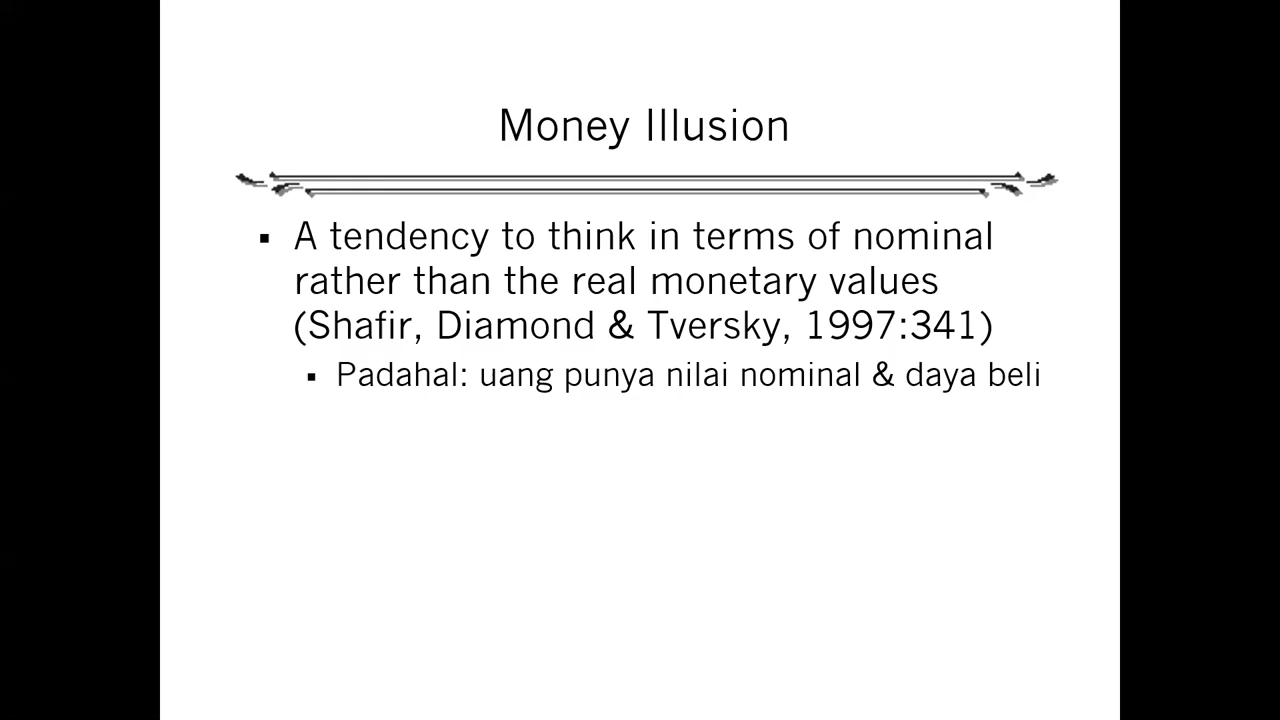 Money Illusion
▪ A tendency to think in terms of nominal
rather than the real monetary values
(Shafir, Diamond & Tversky, 1997:341)
▪ Padahal: uang punya nilai nominal & daya beli